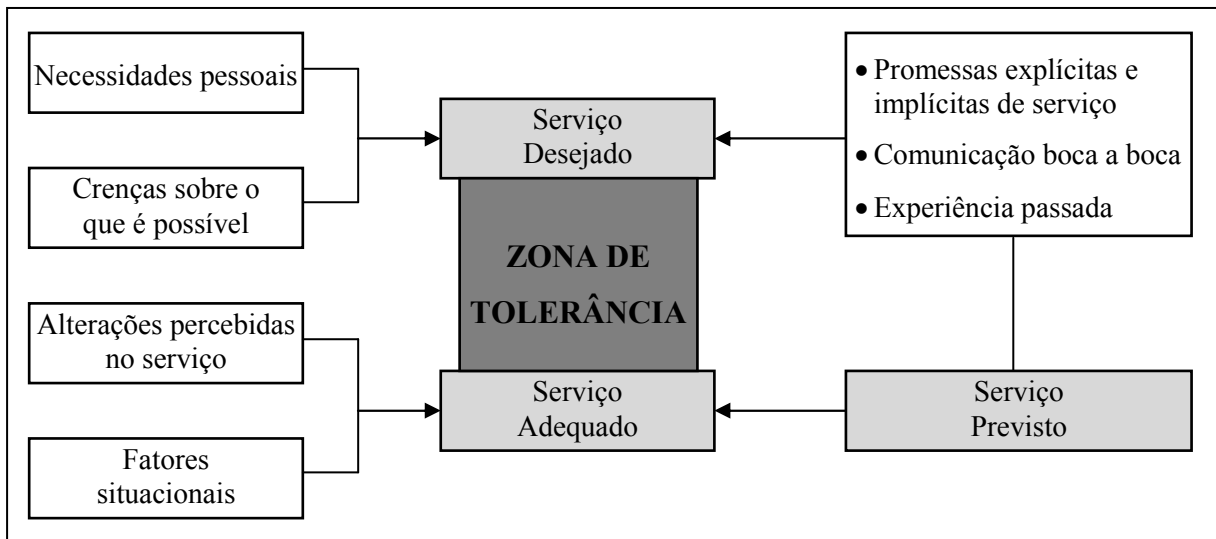 Necessidades pessoais
Crenças sobre o
que é possível
Alterações percebidas
no serviço
Fatores
situacionais
Serviço
Desejado
ZONA DE
TOLERÂNCIA
Serviço
Adequado
• Promessas explícitas e
implícitas de serviço
• Comunicação boca a boca
• Experiência passada
Serviço
Previsto